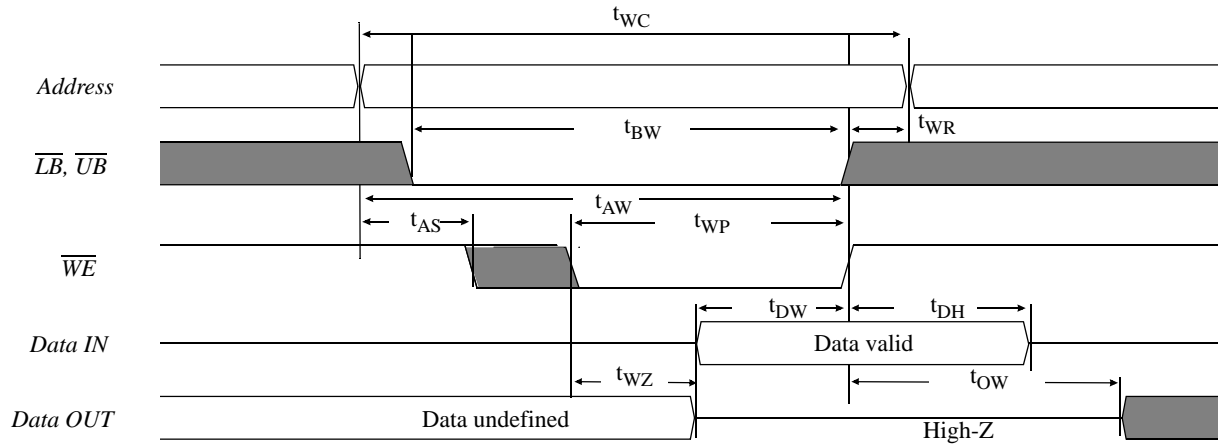 tWC
Address
tBW
tWR
LB, UB
tAW
tAS
tWP
WE
tDW
tDH
Data IN
Data valid
tWZ
tOW
Data OUT
Data undefined
High-Z